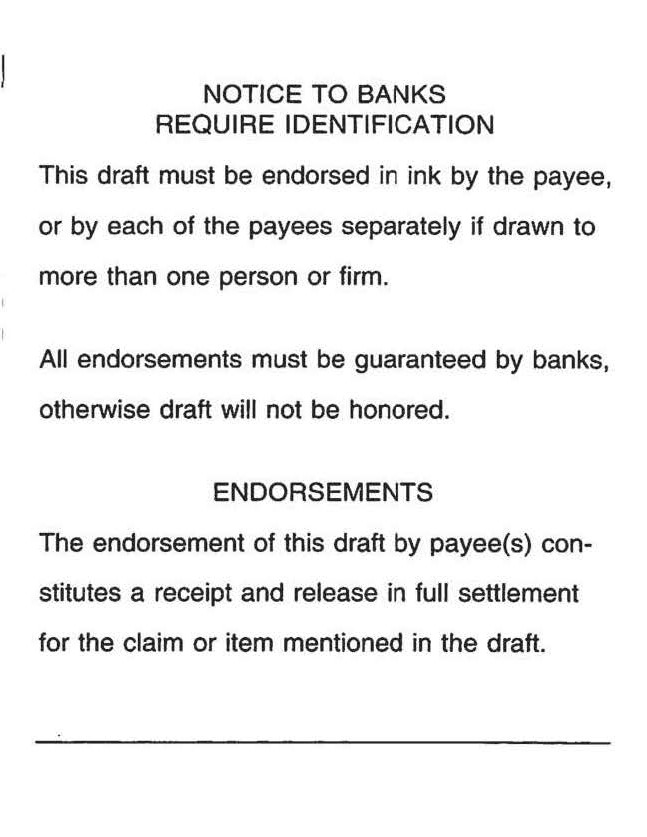 NOTICE TO BANKS
REQUIRE IDENTIFICATION
This draft must be endorsed in ink by the payee,
or by each of the payees separately if drawn to
more than one person or firm.
All endorsements must be guaranteed by banks,
otherwise draft will not be honored.
ENDORSEMENTS
The endorsement of this draft by payee(s) con-
stitutes a receipt and release in full settlement
for the claim or item mentioned in the draft.